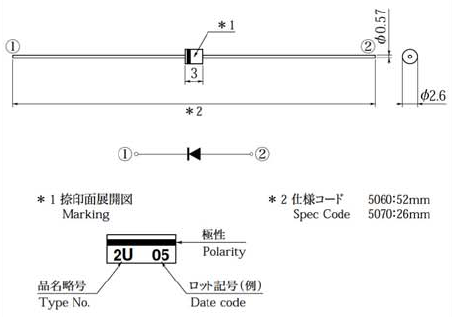 *1
ϕ0.57
① ②
3
ϕ2.6
*2
① ②
*1 捺印面展開図
Marking
*2 仕様コード 5060:52mm
Spec Code 5070:26mm
極性
Polarity
2U 05
品名略号
Type No.
ロット記号(例)
Date code